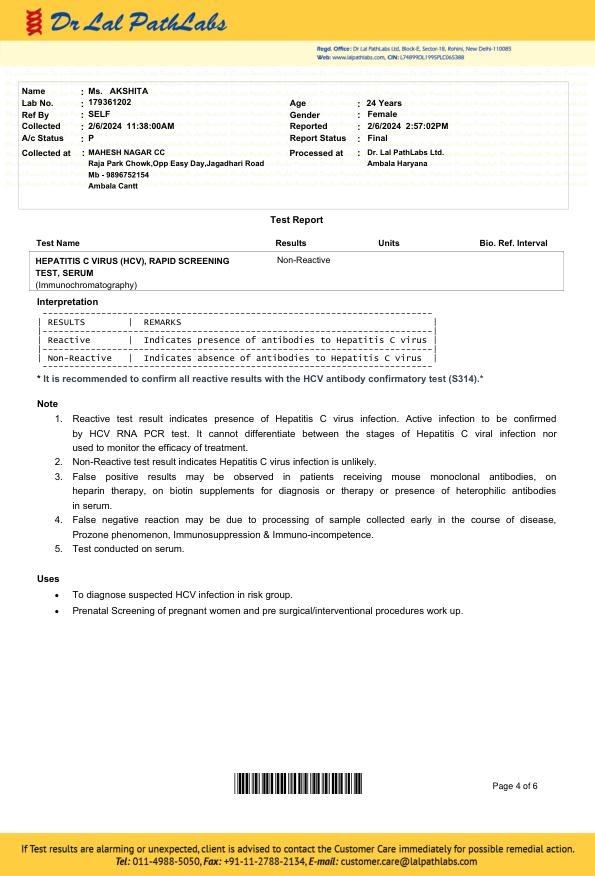 Dr Lal PathLabs
Regd. Office: Dr Lal PathLabs Ltd, Block-E, Sector-18, Rohini, New Delhi-110085
Web: www.lalpathlabs.com, CIN: L74899DL1995PLC065388
Name : Ms. AKSHITA
Lab No. : 179361202 Age : 24 Years
Ref By : SELF Gender : Female
Collected : 2/6/2024 11:38:00AM Reported : 2/6/2024 2:57:02PM
A/c Status : P Report Status : Final
Collected at : MAHESH NAGAR CC Processed at : Dr. Lal PathLabs Ltd.
Raja Park Chowk,Opp Easy Day,Jagadhari Road Ambala Haryana
Mb - 9896752154
Ambala Cantt
Test Report
Test Name Results Units Bio. Ref. Interval
HEPATITIS C VIRUS (HCV), RAPID SCREENING Non-Reactive
TEST, SERUM
(Immunochromatography)
Interpretation
| RESULTS | REMARKS |
| Reactive | Indicates presence of antibodies to Hepatitis C virus |
| Non-Reactive | Indicates absence of antibodies to Hepatitis C virus |
* It is recommended to confirm all reactive results with the HCV antibody confirmatory test (S314).*
Note
1. Reactive test result indicates presence of Hepatitis C virus infection. Active infection to be confirmed
by HCV RNA PCR test. It cannot differentiate between the stages of Hepatitis C viral infection nor
used to monitor the efficacy of treatment.
2. Non-Reactive test result indicates Hepatitis C virus infection is unlikely.
3. False positive results may be observed in patients receiving mouse monoclonal antibodies, on
heparin therapy, on biotin supplements for diagnosis or therapy or presence of heterophilic antibodies
in serum.
4. False negative reaction may be due to processing of sample collected early in the course of disease,
Prozone phenomenon, Immunosuppression & Immuno-incompetence.
5. Test conducted on serum.
Uses
• To diagnose suspected HCV infection in risk group.
• Prenatal Screening of pregnant women and pre surgical/interventional procedures work up.
Page 4 of 6
If Test results are alarming or unexpected, client is advised to contact the Customer Care immediately for possible remedial action.
Tel: 011-4988-5050, Fax: +91-11-2788-2134, E-mail: customer.care@lalpathlabs.com